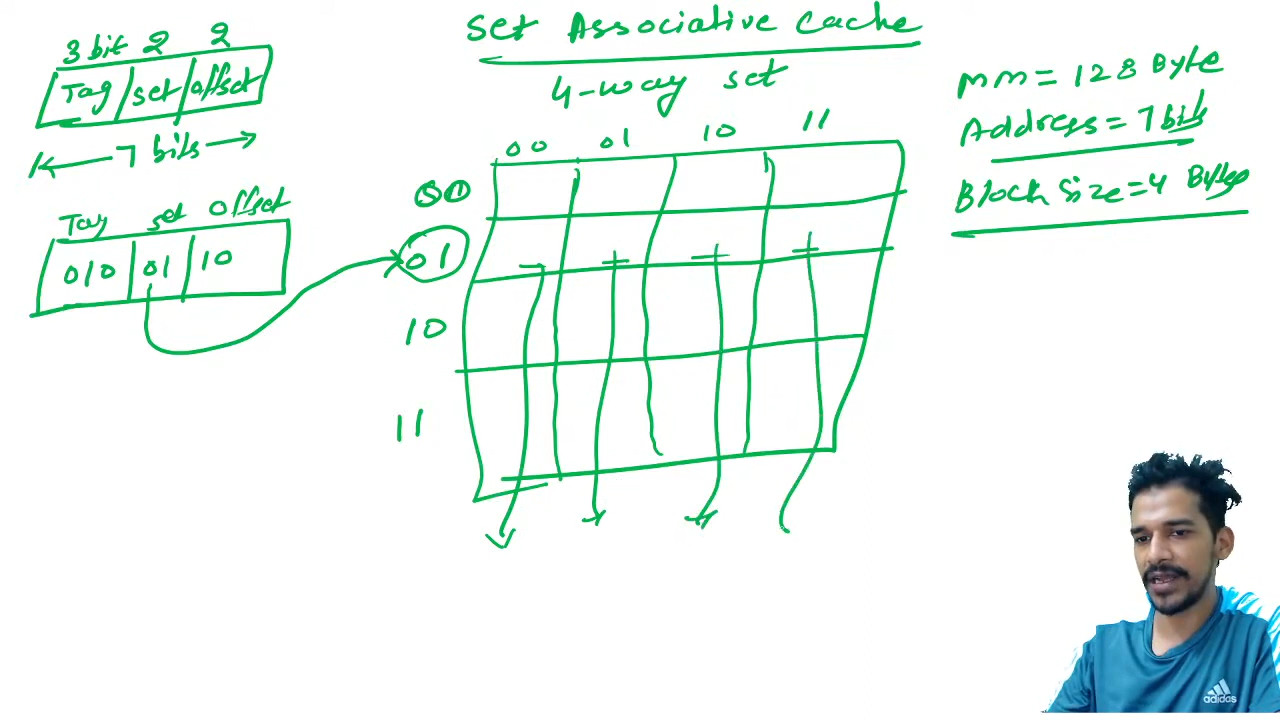 Set Associative Cache
4-way set
3 bit 2 2
Tag set offset
7 bits
Tag set offset
010 01 10
MM = 128 Byte
Address = 7 bits
Block Size = 4 Bytes
00 01 10 11
00
01
10
11
adidas